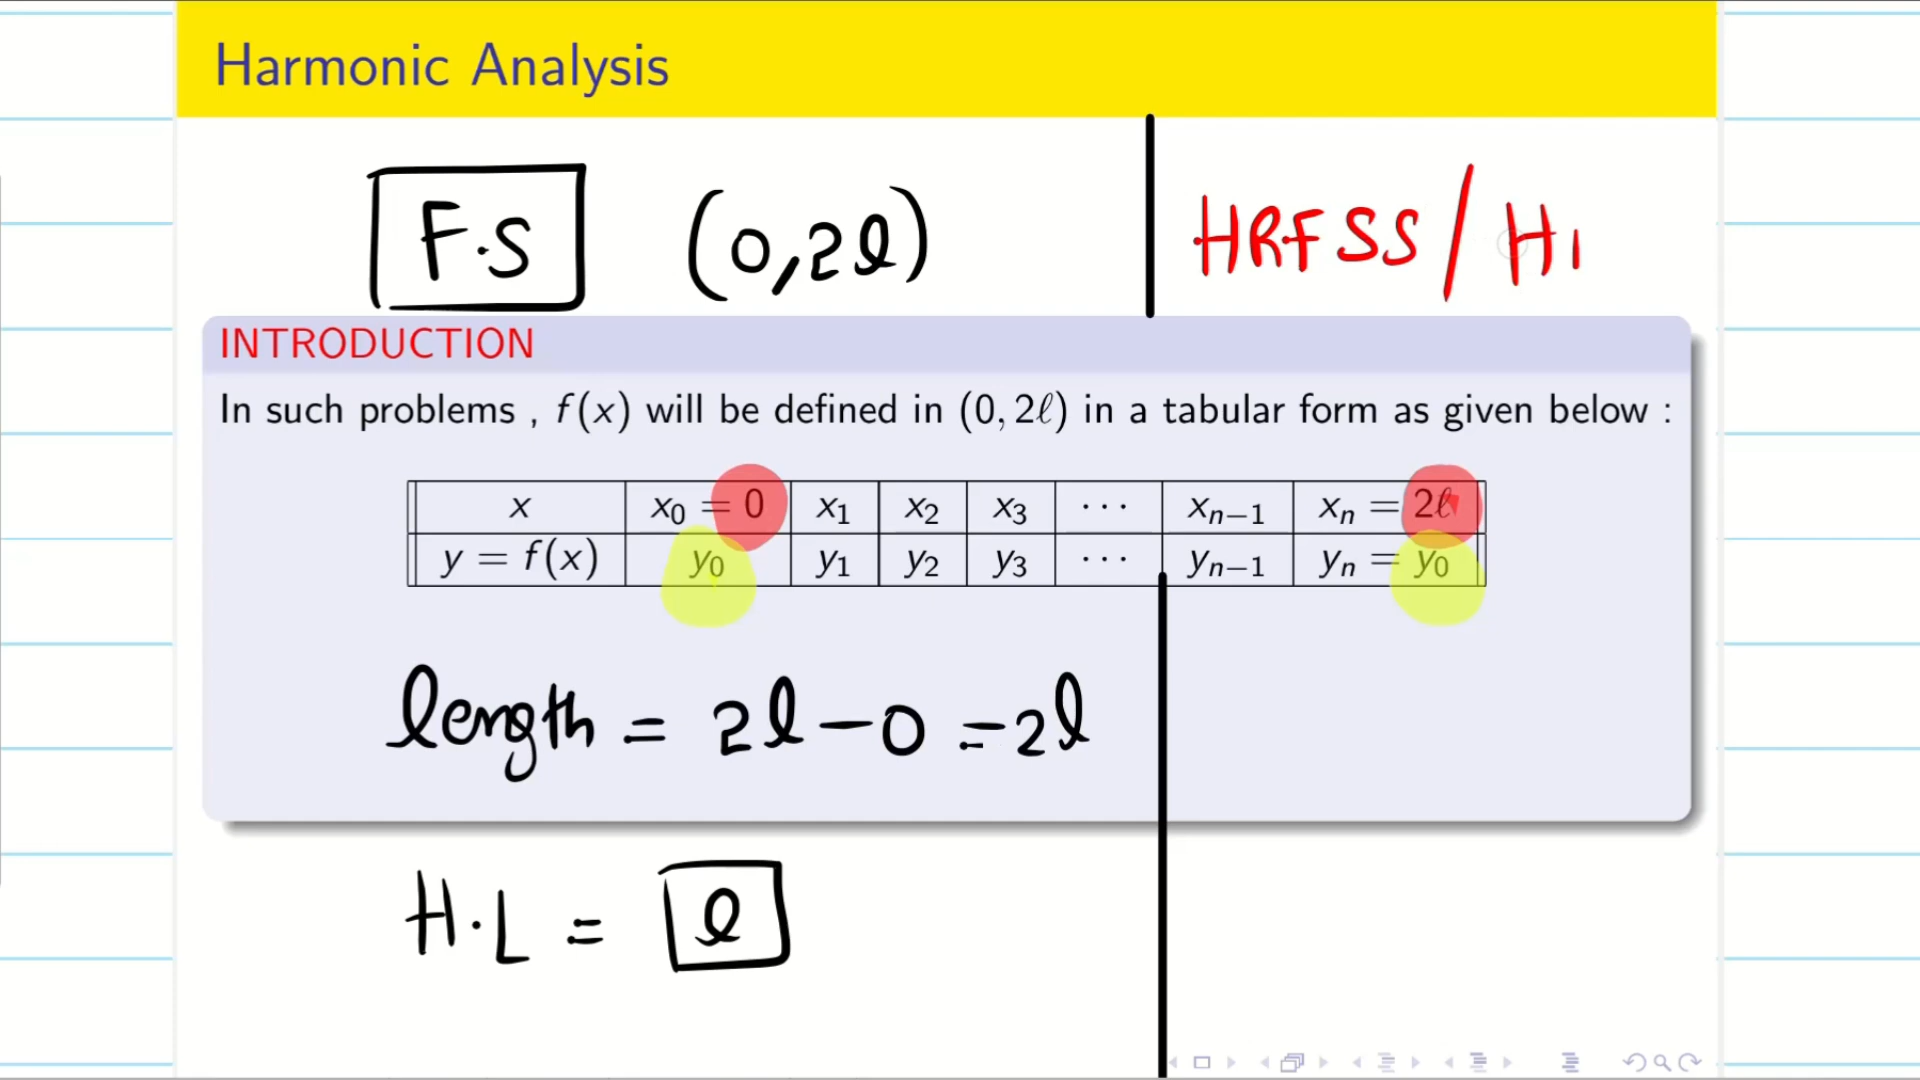 Harmonic Analysis
F.S (0,2l) HRFSS / H
INTRODUCTION
In such problems , f(x) will be defined in (0, 2ℓ) in a tabular form as given below :
x x₀ = 0 x₁ x₂ x₃ ··· xₙ₋₁ xₙ = 2ℓ
y = f(x) y₀ y₁ y₂ y₃ ··· yₙ₋₁ yₙ = y₀
length = 2l - 0 = 2l
H.L = l